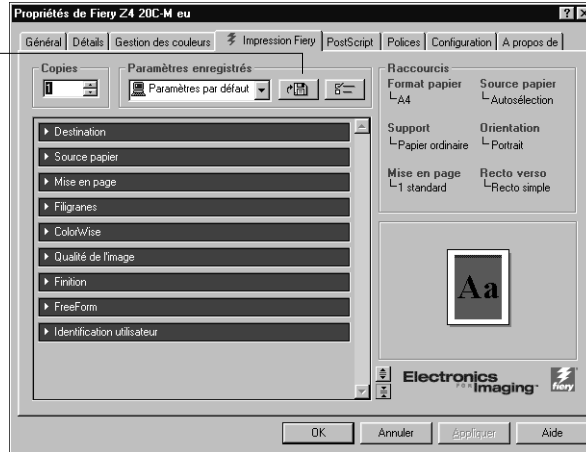 Propriétés de Fiery Z4 20C-M eu
Général Détails Gestion des couleurs Impression Fiery PostScript Polices Configuration A propos de
Copies
1
Paramètres enregistrés
Paramètres par défaut
Destination
Source papier
Mise en page
Filigranes
ColorWise
Qualité de l'image
Finition
FreeForm
Identification utilisateur
Raccourcis
Format papier Source papier
A4 Autosélection
Support Orientation
Papier ordinaire Portrait
Mise en page Recto verso
1 standard Recto simple
Aa
Electronics
FOR Imaging
fiery
OK Annuler Appliquer Aide